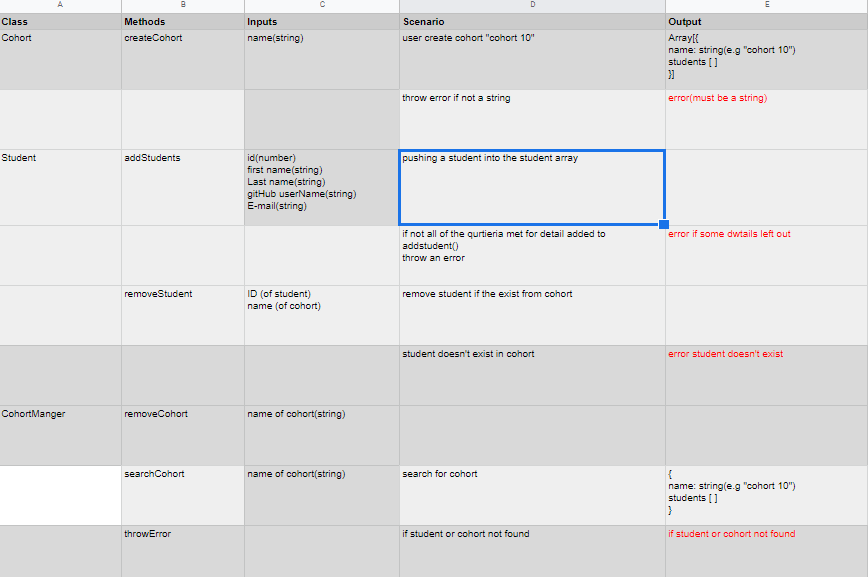 A B C D E
Class Methods Inputs Scenario Output
Cohort createCohort name(string) user create cohort "cohort 10" Array[{
name: string(e.g "cohort 10")
students [ ]
}]
throw error if not a string error(must be a string)
Student addStudents id(number) pushing a student into the student array
first name(string)
Last name(string)
gitHub userName(string)
E-mail(string)
if not all of the qurtieria met for detail added to error if some dwtails left out
addstudent()
throw an error
removeStudent ID (of student) remove student if the exist from cohort
name (of cohort)
student doesn't exist in cohort error student doesn't exist
CohortManger removeCohort name of cohort(string)
searchCohort name of cohort(string) search for cohort {
name: string(e.g "cohort 10")
students [ ]
}
throwError if student or cohort not found if student or cohort not found